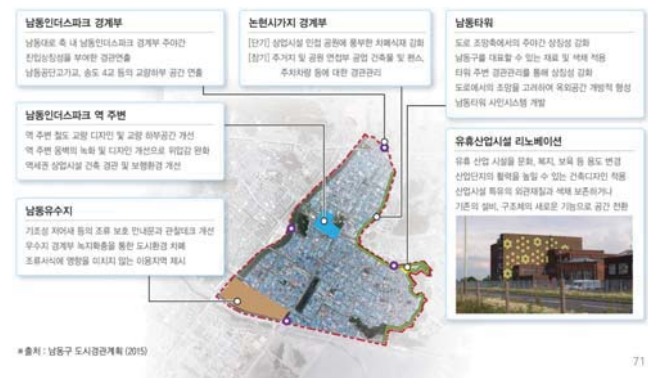 남동인더스파크 경계부
남동대로 축 내 남동인더스파크 경계부 주야간
진입상징성을 부여한 경관연출
남동공단고가교, 송도 4교 등의 교량하부 공간 연출
논현시가지 경계부
[단기] 상업시설 인접 공원에 풍부한 차폐식재 강화
[장기] 주거지 및 공원 연접부 공업 건축물 및 펜스,
주차차량 등에 대한 경관관리
남동타워
도로 조망축에서의 주야간 상징성 강화
남동구를 대표할 수 있는 재료 및 색채 적용
타워 주변 경관관리를 통해 상징성 강화
도로에서의 조망을 고려하여 옥외공간 개방적 형성
남동타워 사인시스템 개발
남동인더스파크 역 주변
역 주변 철도 교량 디자인 및 교량 하부공간 개선
역 주변 옹벽의 녹화 및 디자인 개선으로 위압감 완화
역세권 상업시설 건축 경관 및 보행환경 개선
유휴산업시설 리노베이션
유휴 산업 시설을 문화, 복지, 보육 등 용도 변경
산업단지의 활력을 높일 수 있는 건축디자인 적용
산업시설 특유의 외관재질과 색채 보존하거나
기존의 설비, 구조체의 새로운 기능으로 공간 전환
남동유수지
기조성 저어새 등의 조류 보호 안내문과 관찰데크 개선
우수지 경계부 녹지확충을 통한 도시환경 차폐
조류서식에 영향을 미치지 않는 이용지역 제시
※출처 : 남동구 도시경관계획 (2015)
71